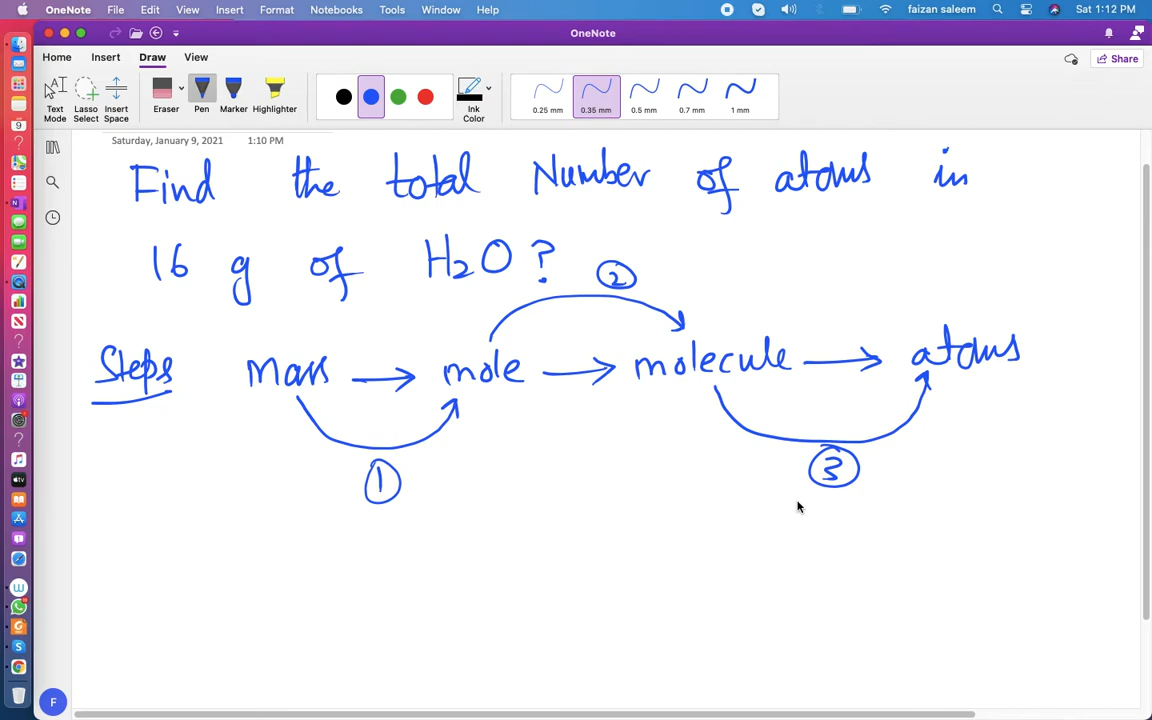 OneNote File Edit View Insert Format Notebooks Tools Window Help faizan saleem Sat 1:12 PM
OneNote
Home Insert Draw View Share
Text Mode Lasso Select Insert Space Eraser Pen Marker Highlighter Ink Color 0.25 mm 0.35 mm 0.5 mm 0.7 mm 1 mm
Saturday, January 9, 2021 1:10 PM
Find the total Number of atoms in
16 g of H2O ?
②
Steps Mass → mole → molecule → atoms
① ③
F